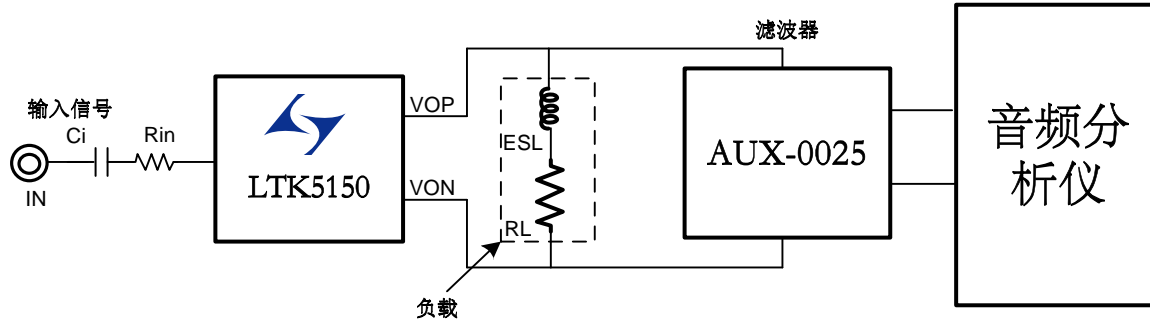 滤波器
输入信号
Ci
Rin
IN
LTK5150
VOP
VON
ESL
RL
负载
AUX-0025
音频分
析仪